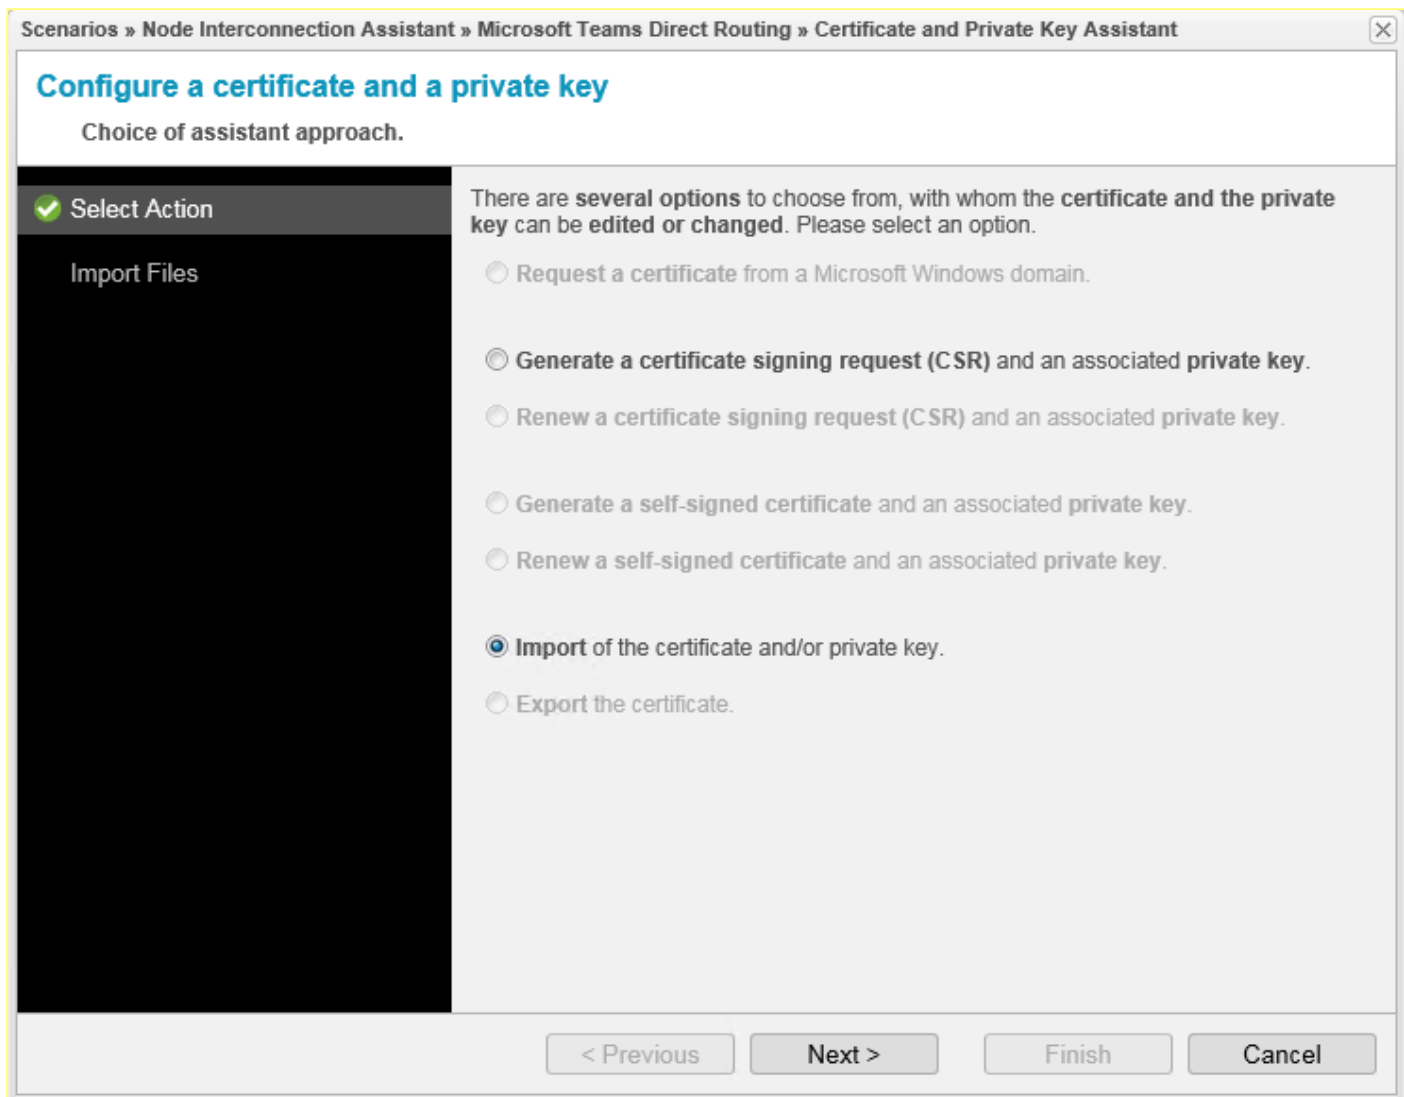 Scenarios » Node Interconnection Assistant » Microsoft Teams Direct Routing » Certificate and Private Key Assistant
Configure a certificate and a private key
Choice of assistant approach.
Select Action
Import Files
There are several options to choose from, with whom the certificate and the private
key can be edited or changed. Please select an option.
Request a certificate from a Microsoft Windows domain.
Generate a certificate signing request (CSR) and an associated private key.
Renew a certificate signing request (CSR) and an associated private key.
Generate a self-signed certificate and an associated private key.
Renew a self-signed certificate and an associated private key.
Import of the certificate and/or private key.
Export the certificate.
< Previous
Next >
Finish
Cancel